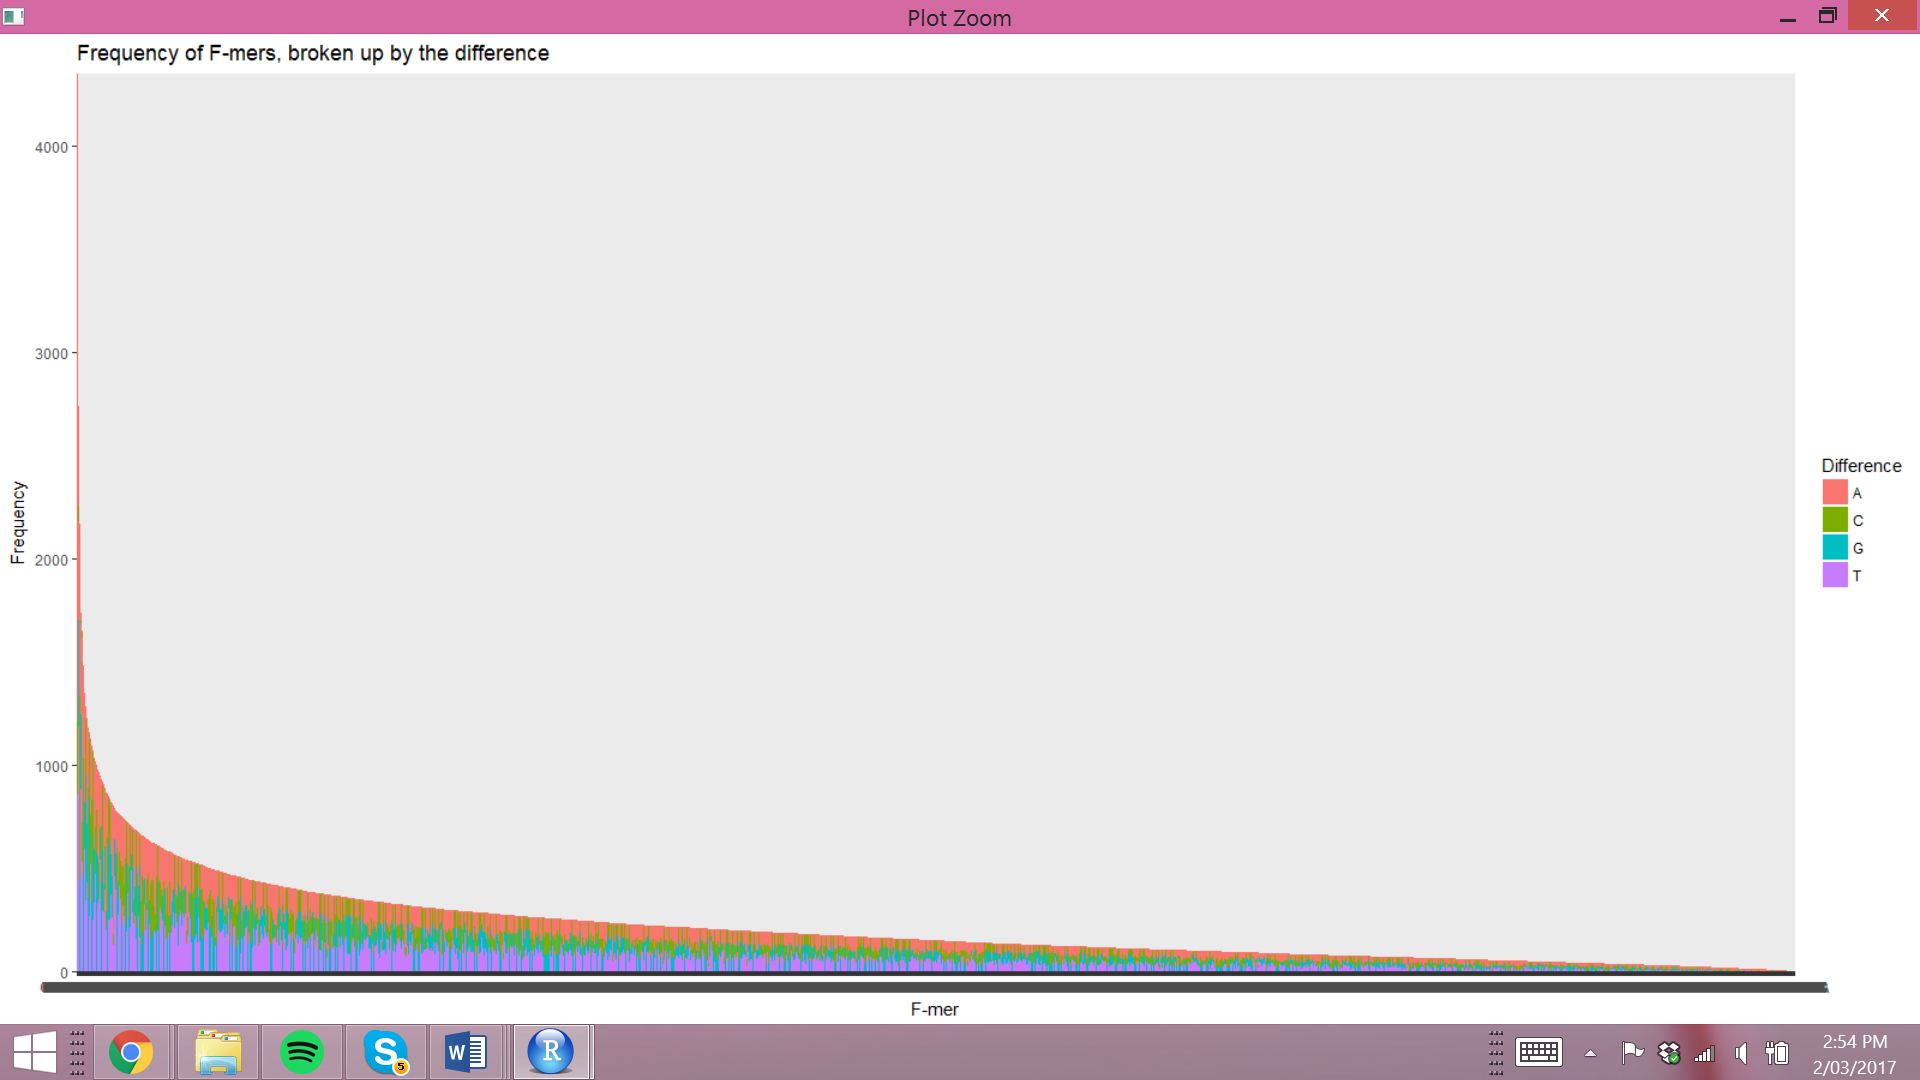 Plot Zoom
Frequency of F-mers, broken up by the difference
4000
3000
2000
1000
0
Frequency
F-mer
Difference
A
C
G
T
S
5
W
R
2:54 PM
2/03/2017